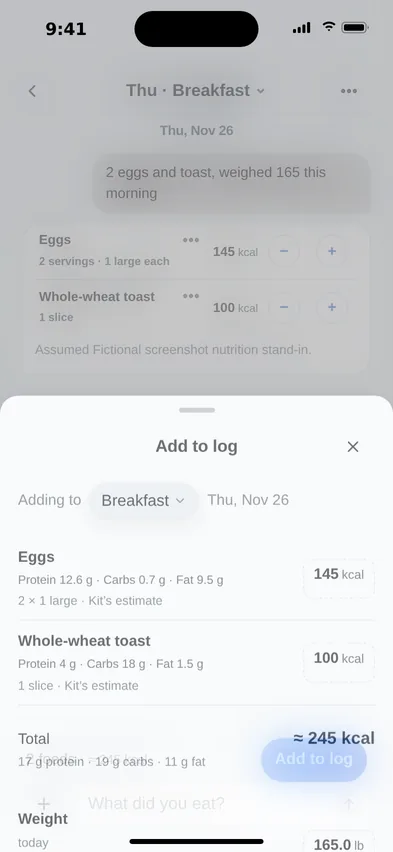 9:41
Thu · Breakfast
Thu, Nov 26
2 eggs and toast, weighed 165 this
morning
Eggs
2 servings · 1 large each
145 kcal
Whole-wheat toast
1 slice
100 kcal
Assumed Fictional screenshot nutrition stand-in.
Add to log
Adding to Breakfast Thu, Nov 26
Eggs
Protein 12.6 g · Carbs 0.7 g · Fat 9.5 g
2 × 1 large · Kit's estimate
145 kcal
Whole-wheat toast
Protein 4 g · Carbs 18 g · Fat 1.5 g
1 slice · Kit's estimate
100 kcal
Total
≈ 245 kcal
17 g protein · 19 g carbs · 11 g fat
Add to log
What did you eat?
Weight
today
165.0 lb